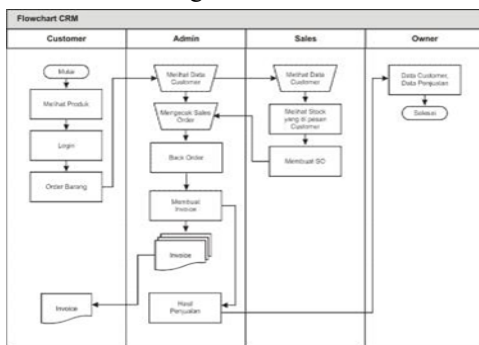 Flowchart CRM
Customer
Admin
Sales
Owner
Mulai
Melihat Produk
Login
Order Barang
Invoice
Melihat Data
Customer
Mengecek Sales
Order
Back Order
Membuat
Invoice
Invoice
Hasil
Penjualan
Melihat Data
Customer
Melihat Stock
yang di pesan
Customer
Membuat SO
Data Customer,
Data Penjualan
Selesai